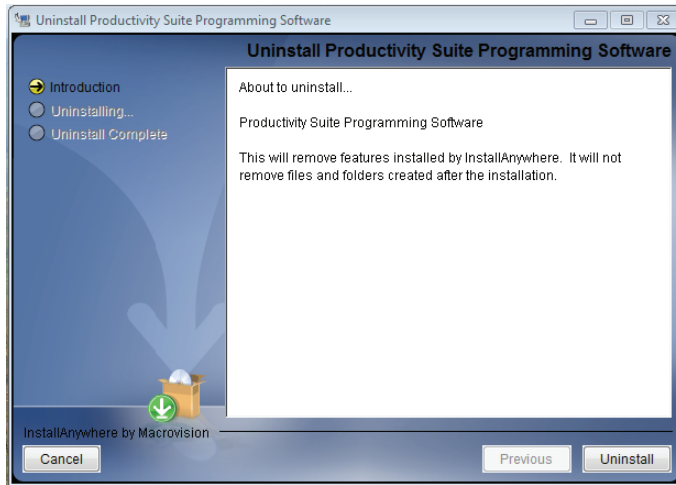 Uninstall Productivity Suite Programming Software
Uninstall Productivity Suite Programming Software
Introduction
Uninstalling...
Uninstall Complete
About to uninstall...
Productivity Suite Programming Software
This will remove features installed by InstallAnywhere.  It will not
remove files and folders created after the installation.
InstallAnywhere by Macrovision
Cancel
Previous
Uninstall